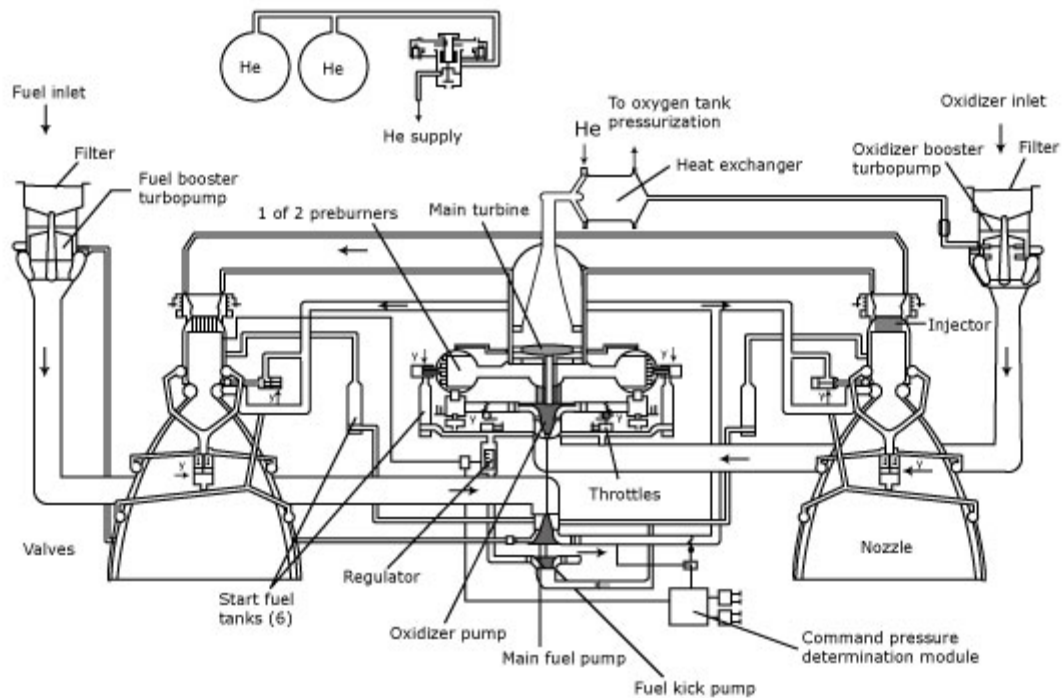 He
He
He supply
Fuel inlet
Filter
Fuel booster
turbopump
1 of 2 preburners
Main turbine
He
To oxygen tank
pressurization
Heat exchanger
Oxidizer inlet
Oxidizer booster
turbopump
Filter
Injector
Y
Y
Y
Y
Y
Y
Y
Y
Throttles
Valves
Nozzle
Start fuel
tanks (6)
Regulator
Oxidizer pump
Main fuel pump
Fuel kick pump
Command pressure
determination module